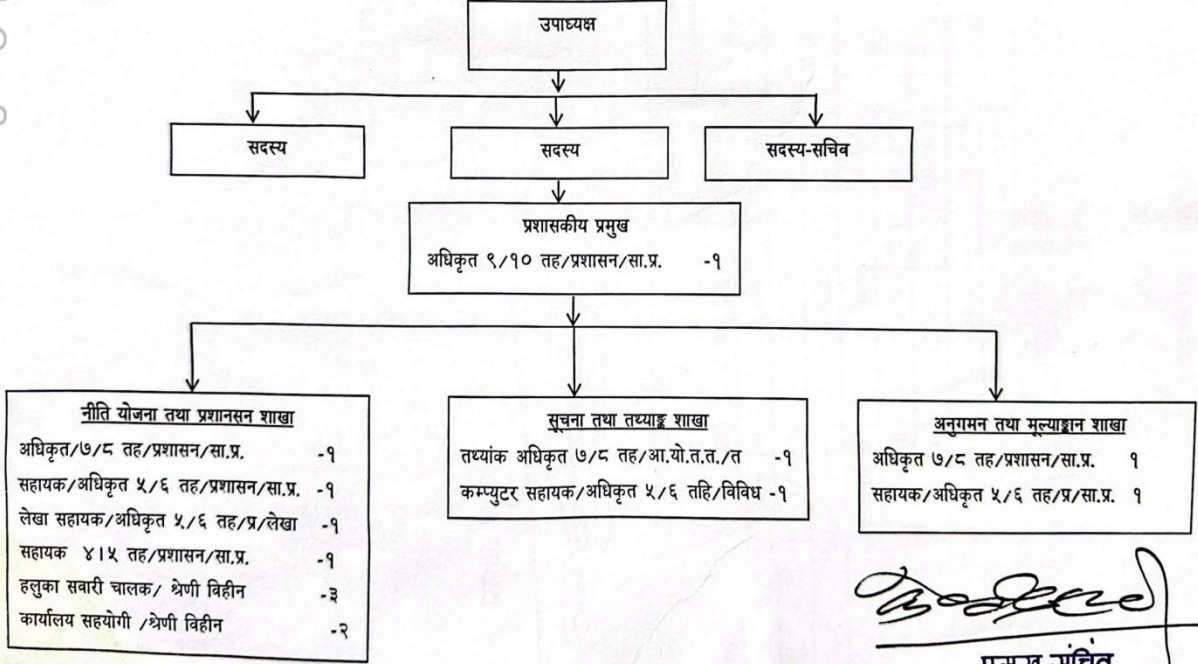 उपाध्यक्ष
सदस्य
सदस्य
सदस्य-सचिव
प्रशासकीय प्रमुख
अधिकृत ९/१० तह/प्रशासन/सा.प्र. -१
नीति योजना तथा प्रशानसन शाखा
अधिकृत/७/८ तह/प्रशासन/सा.प्र. -१
सहायक/अधिकृत ५/६ तह/प्रशासन/सा.प्र. -१
लेखा सहायक/अधिकृत ५/६ तह/प्र/लेखा -१
सहायक ४।५ तह/प्रशासन/सा.प्र. -१
हलुका सवारी चालक/ श्रेणी विहीन -३
कार्यालय सहयोगी /श्रेणी विहीन -२
सूचना तथा तथ्याङ्क शाखा
तथ्यांक अधिकृत ७/८ तह/आ.यो.त.त./त -१
कम्प्युटर सहायक/अधिकृत ५/६ तहि/विविध -१
अनुगमन तथा मूल्याङ्कान शाखा
अधिकृत ७/८ तह/प्रशासन/सा.प्र. १
सहायक/अधिकृत ५/६ तह/प्र/सा.प्र. १